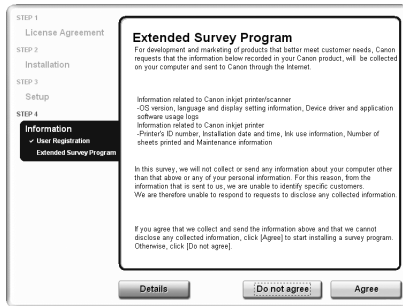 STEP 1
License Agreement
STEP 2
Installation
STEP 3
Setup
STEP 4
Information
✓ User Registration
Extended Survey Program
Extended Survey Program
For development and marketing of products that better meet customer needs, Canon
requests that the information below recorded in your Canon product, will be collected
on your computer and sent to Canon through the Internet.
Information related to Canon inkjet printer/scanner
-OS version, language and display setting information, Device driver and application
software usage logs
Information related to Canon inkjet printer
-Printer's ID number, Installation date and time, Ink use information, Number of
sheets printed and Maintenance information
In this survey, we will not collect or send any information about your computer other
than that above or any of your personal information. For this reason, from the
information that is sent to us, we are unable to identify specific customers.
We are therefore unable to respond to requests to disclose any collected information.
If you agree that we collect and send the information above and that we cannot
disclose any collected information, click [Agree] to start installing a survey program.
Otherwise, click [Do not agree].
Details
Do not agree
Agree